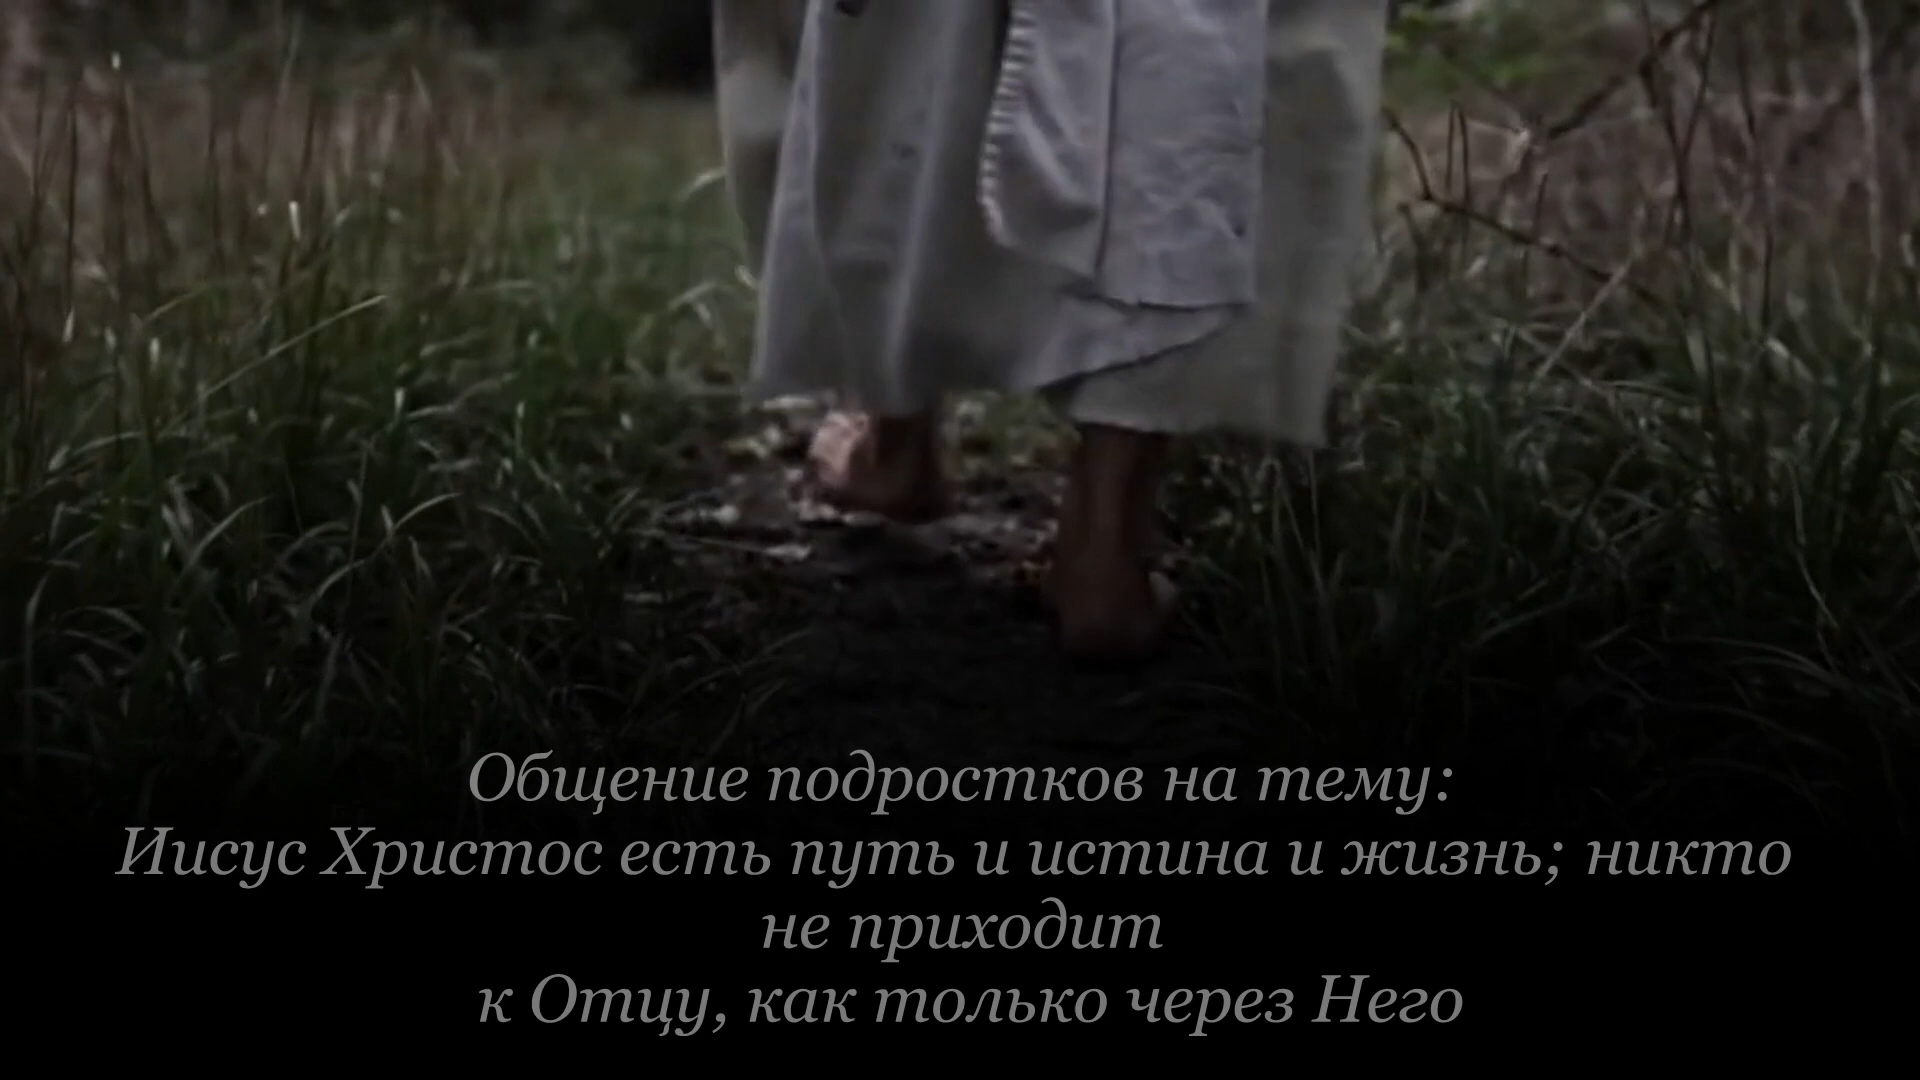 Общение подростков на тему:
Иисус Христос есть путь и истина и жизнь; никто
не приходит
к Отцу, как только через Него